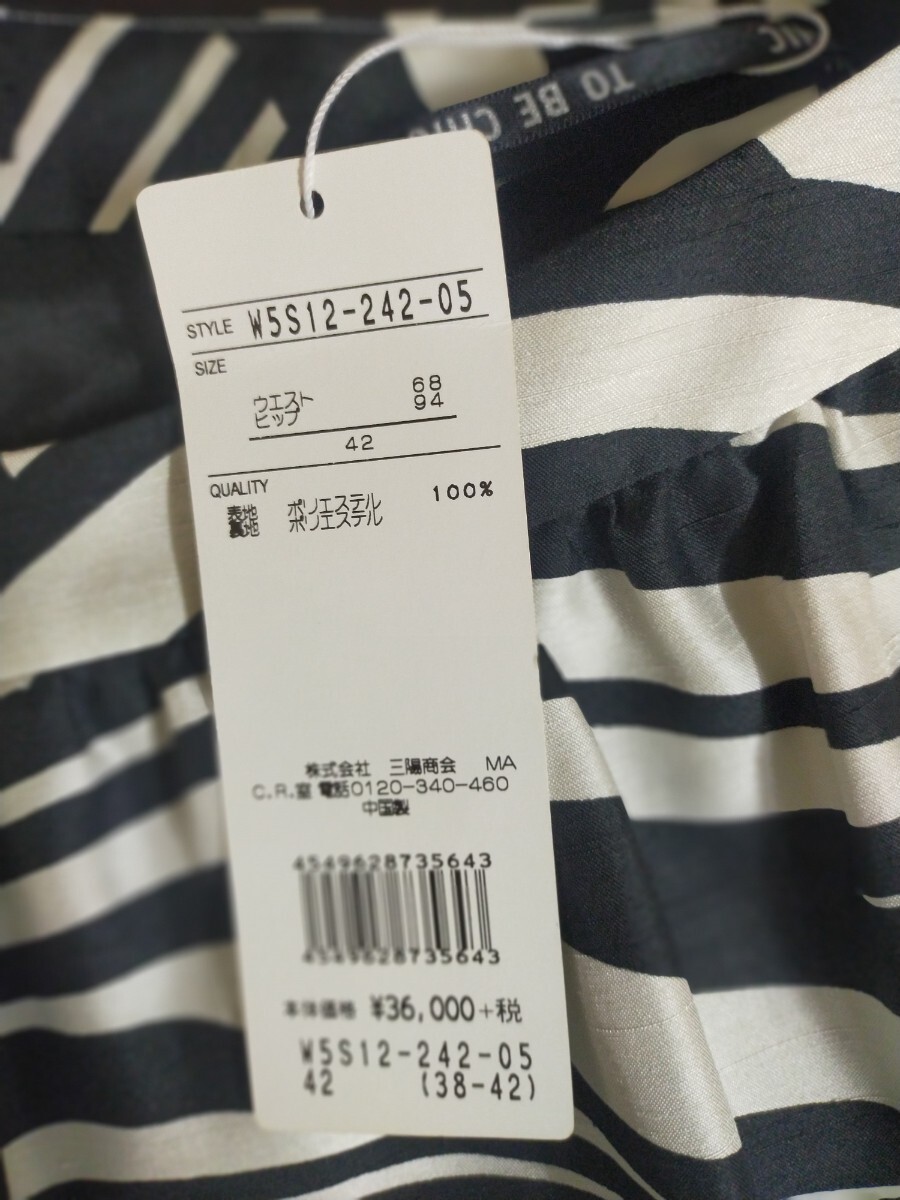 UIC
TO BE CHIC
STYLE W5S12-242-05
SIZE
ウエスト 68
ヒップ 94
42
QUALITY
表地 ポリエステル 100%
裏地 ポリエステル
株式会社 三陽商会 MA
C.R.室 電話0120-340-460
中国製
4549628735643
4549628735643
本体価格 ¥36,000+税
W5S12-242-05
42 (38-42)